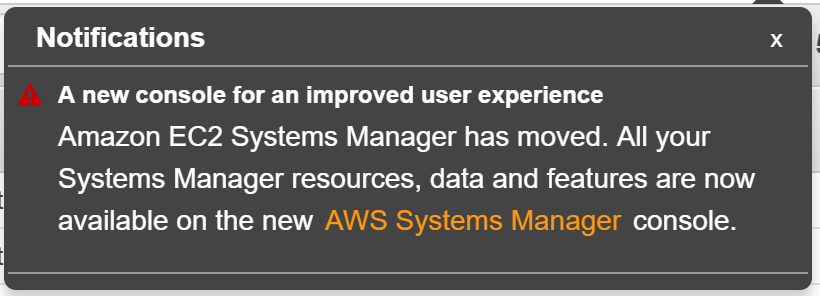 Notifications x
A new console for an improved user experience
Amazon EC2 Systems Manager has moved. All your
Systems Manager resources, data and features are now
available on the new AWS Systems Manager console.